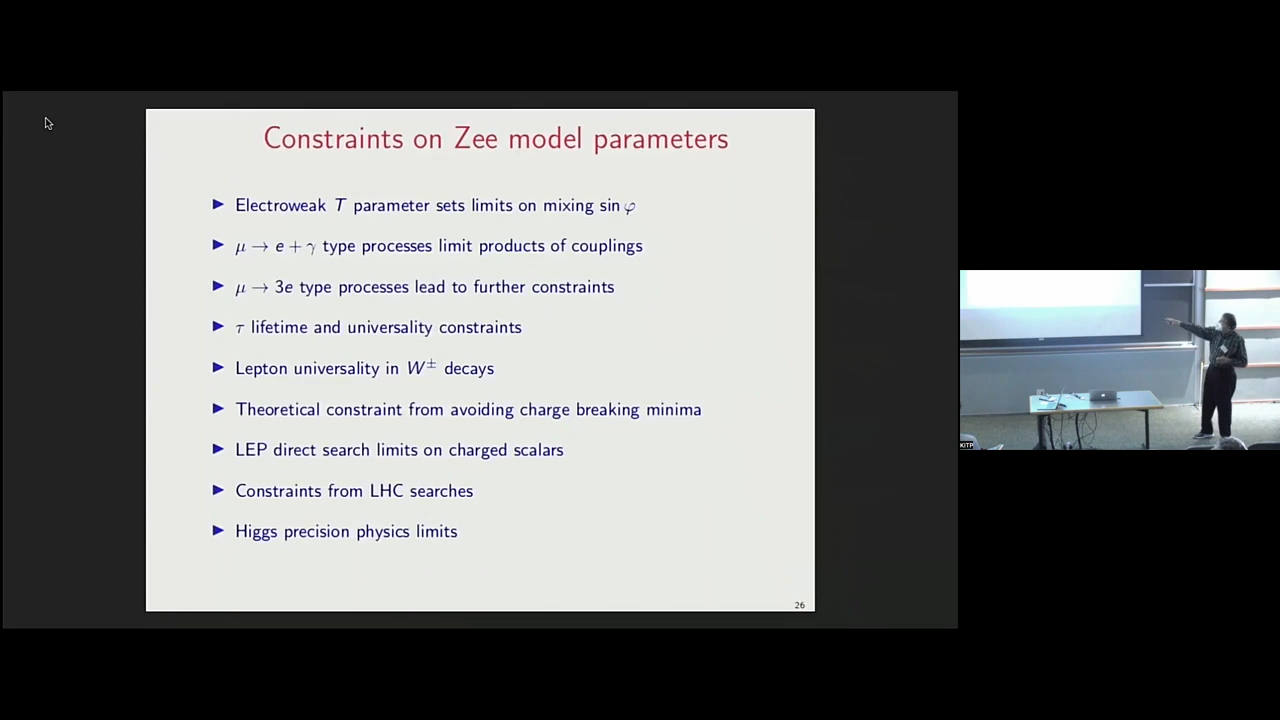 Constraints on Zee model parameters
► Electroweak T parameter sets limits on mixing sin φ
► μ → e + γ type processes limit products of couplings
► μ → 3e type processes lead to further constraints
► τ lifetime and universality constraints
► Lepton universality in W± decays
► Theoretical constraint from avoiding charge breaking minima
► LEP direct search limits on charged scalars
► Constraints from LHC searches
► Higgs precision physics limits
26
KITP